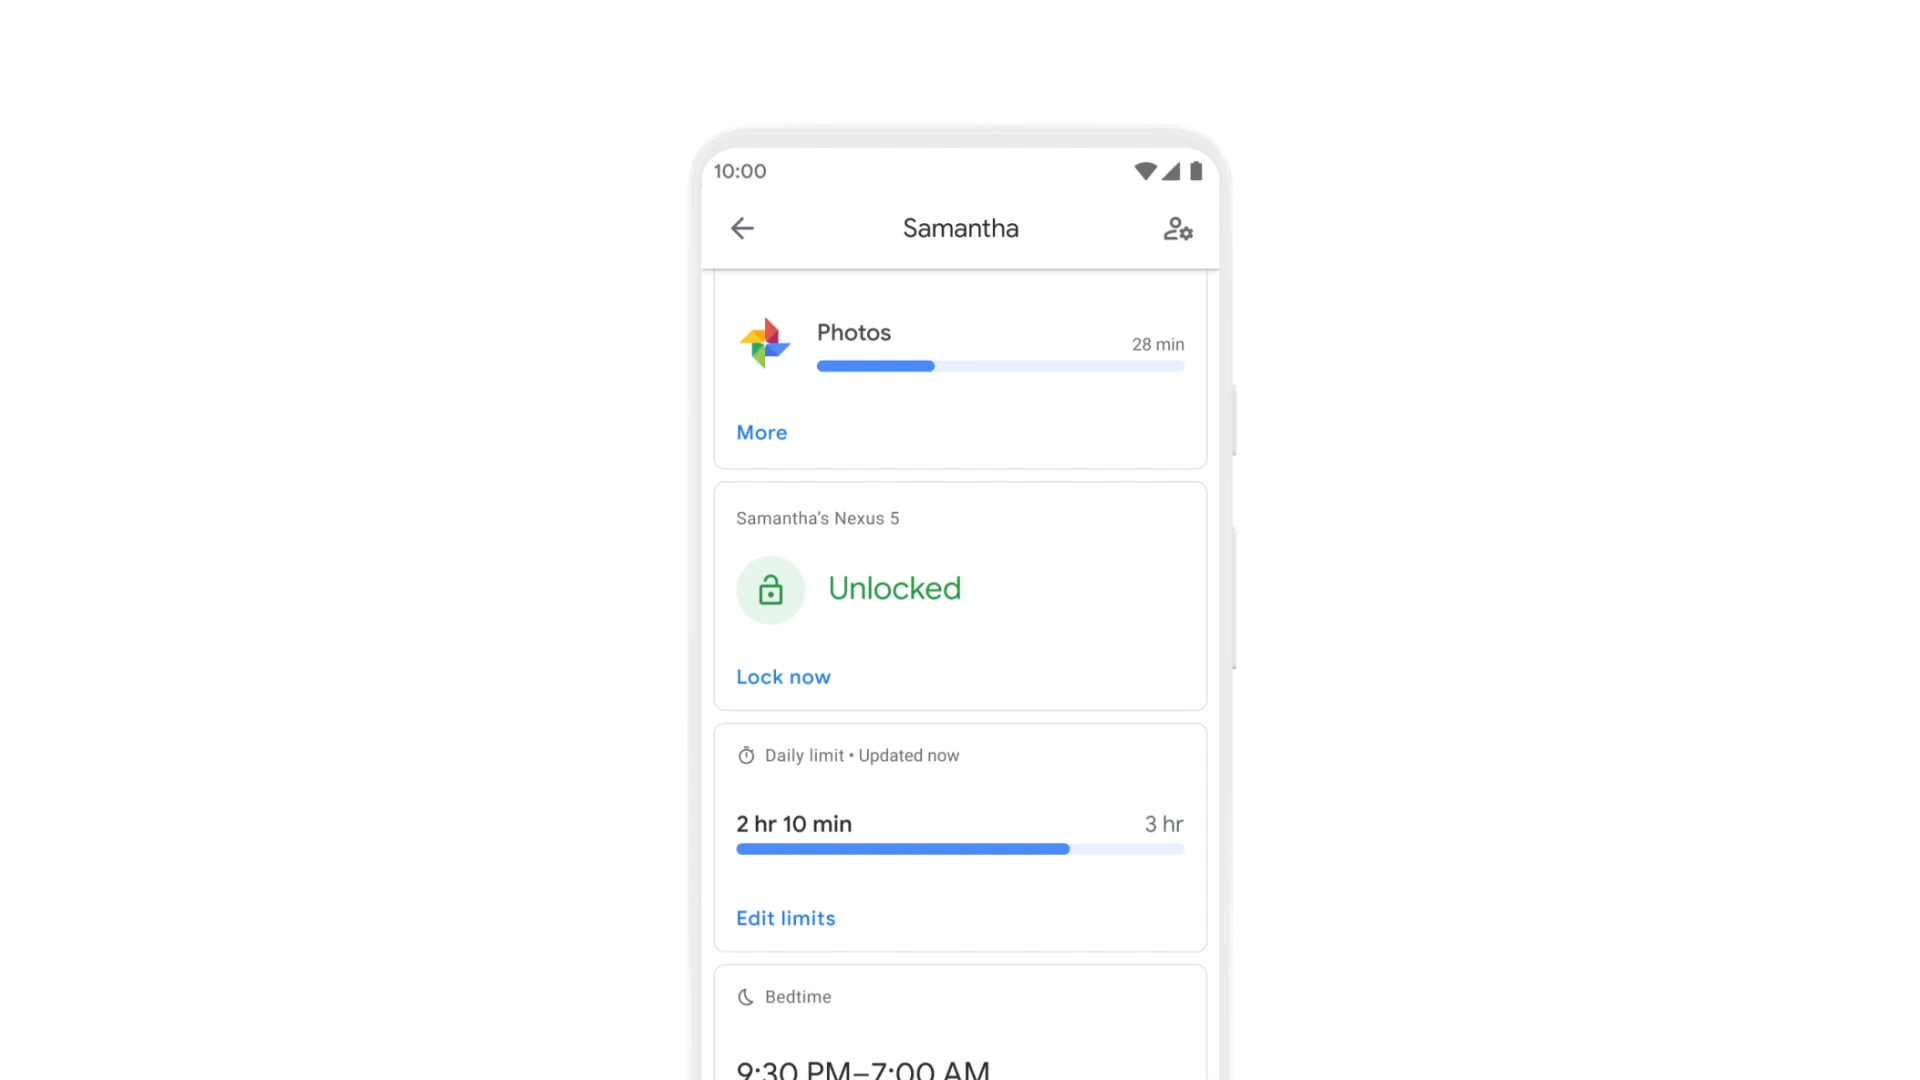 10:00
Samantha
Photos
28 min
More
Samantha’s Nexus 5
Unlocked
Lock now
Daily limit • Updated now
2 hr 10 min
3 hr
Edit limits
Bedtime
9:30 PM–7:00 AM